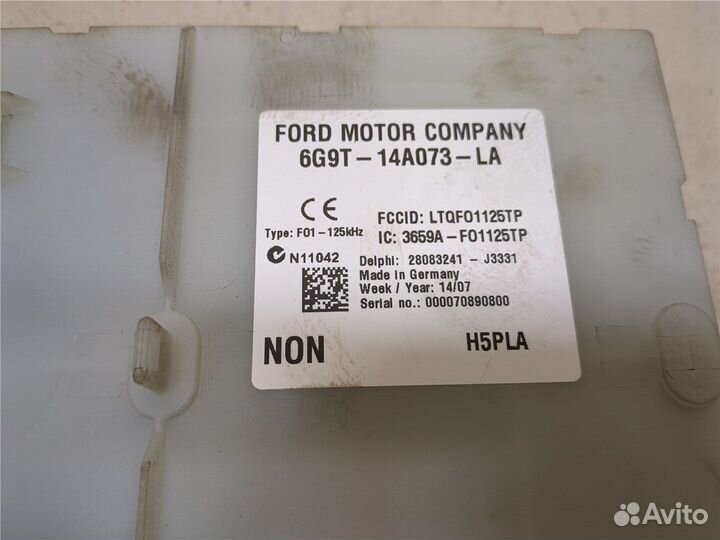 FORD MOTOR COMPANY
6G9T-14A073-LA
CE
Type: F01-125kHz
N11042
FCCID: LTQFO1125TP
IC: 3659A-FO1125TP
Delphi: 28083241 - J3331
Made in Germany
Week / Year: 14/07
Serial no.: 000070890800
NON
H5PLA
Avito